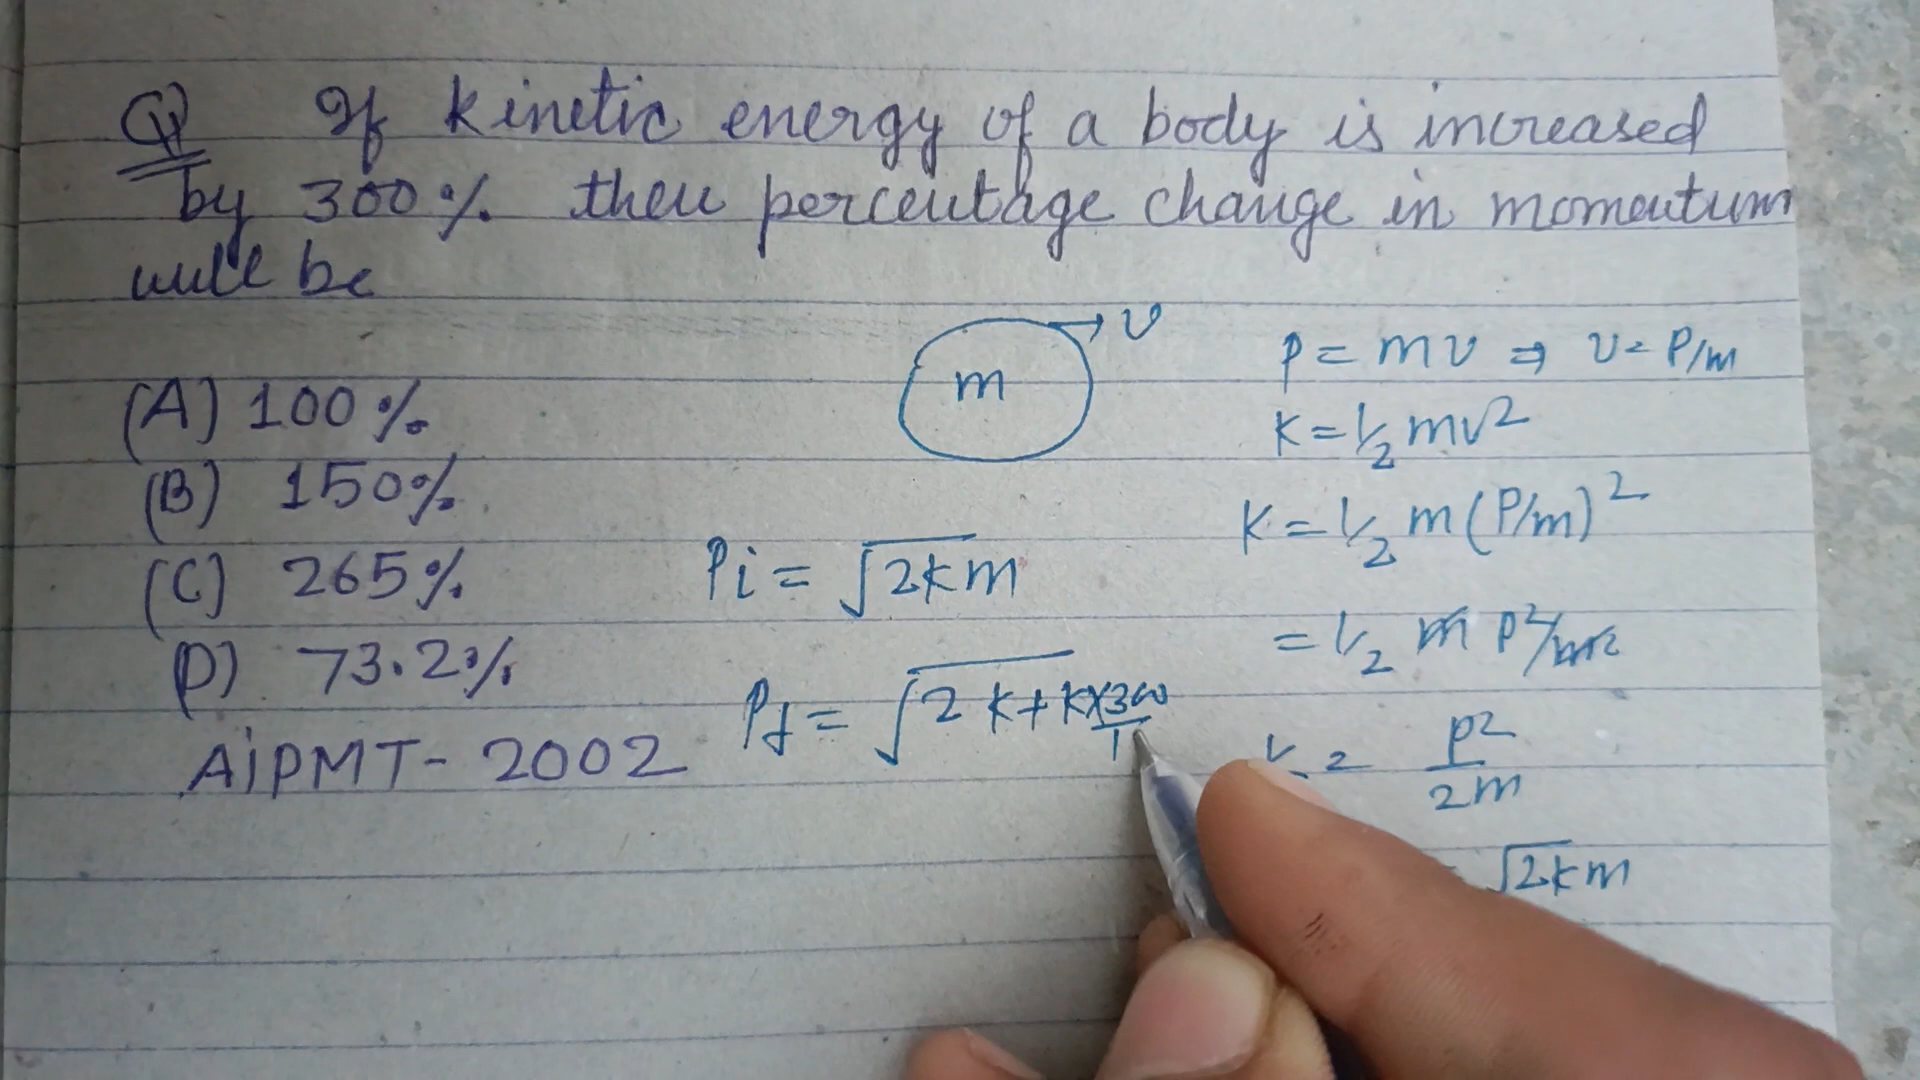 Q) If kinetic energy of a body is increased
by 300% then percentage change in momentum
will be
(A) 100%
(B) 150%
(C) 265%
(D) 73.2%
AiPMT-2002
m
v
Pi = √2km
Pf = √2 k+k×300/1
P = mv ⇒ v = P/m
K = 1/2 mv²
K = 1/2 m(P/m)²
= 1/2 m P²/m²
= P²/2m
√2km